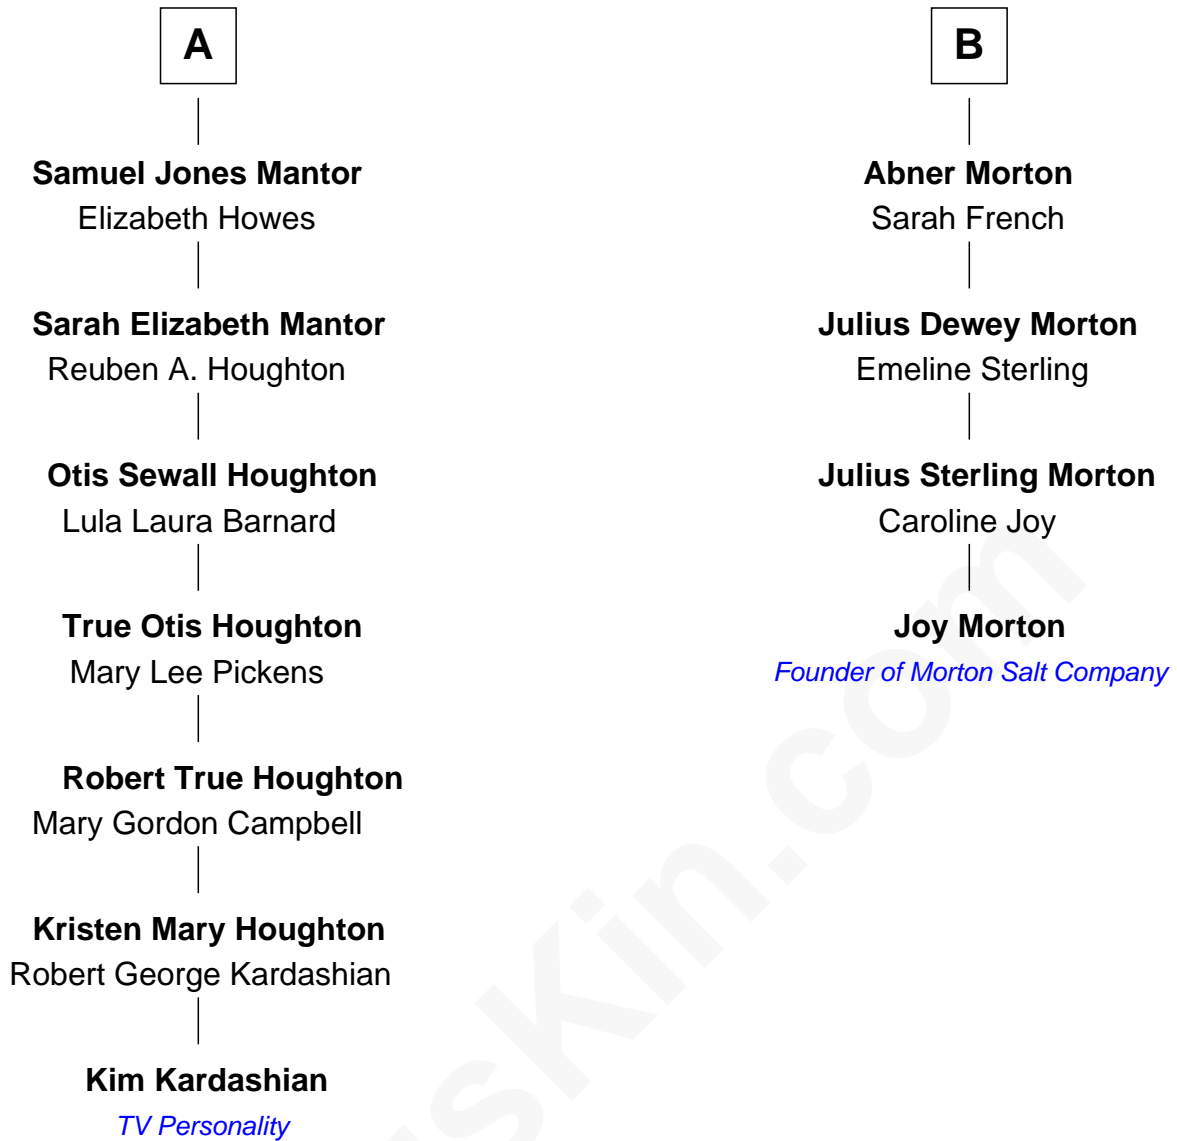 A
B
Samuel Jones Mantor
Elizabeth Howes
Abner Morton
Sarah French
Sarah Elizabeth Mantor
Reuben A. Houghton
Julius Dewey Morton
Emeline Sterling
Otis Sewall Houghton
Lula Laura Barnard
Julius Sterling Morton
Caroline Joy
True Otis Houghton
Mary Lee Pickens
Joy Morton
Founder of Morton Salt Company
Robert True Houghton
Mary Gordon Campbell
Kristen Mary Houghton
Robert George Kardashian
Kim Kardashian
TV Personality